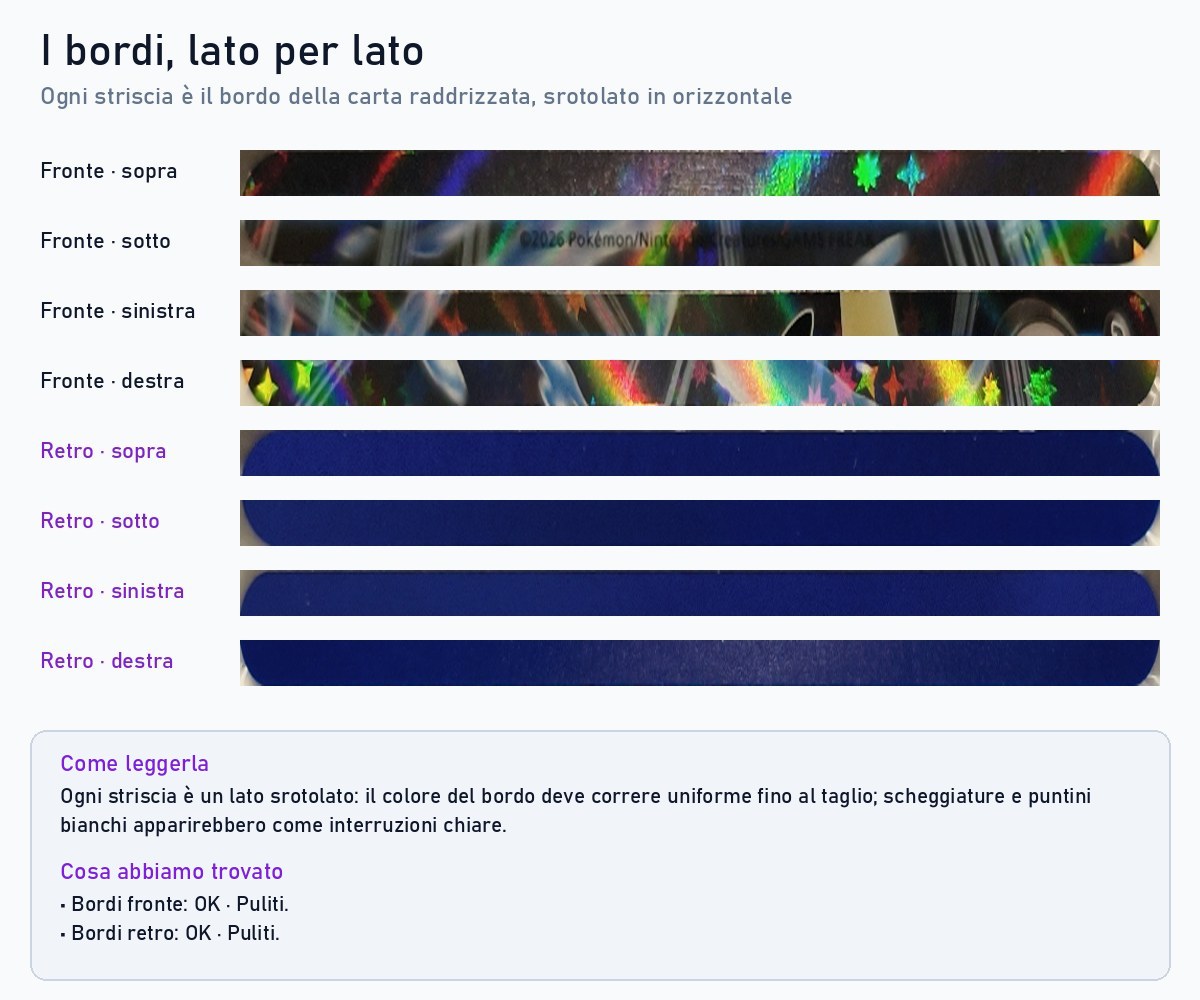 I bordi, lato per lato
Ogni striscia è il bordo della carta raddrizzata, srotolato in orizzontale
Fronte · sopra
Fronte · sotto
©2026 Pokémon/Nintendo/Creatures/GAME FREAK
Fronte · sinistra
Fronte · destra
Retro · sopra
Retro · sotto
Retro · sinistra
Retro · destra
Come leggerla
Ogni striscia è un lato srotolato: il colore del bordo deve correre uniforme fino al taglio; scheggiature e puntini
bianchi apparirebbero come interruzioni chiare.
Cosa abbiamo trovato
▪ Bordi fronte: OK · Puliti.
▪ Bordi retro: OK · Puliti.